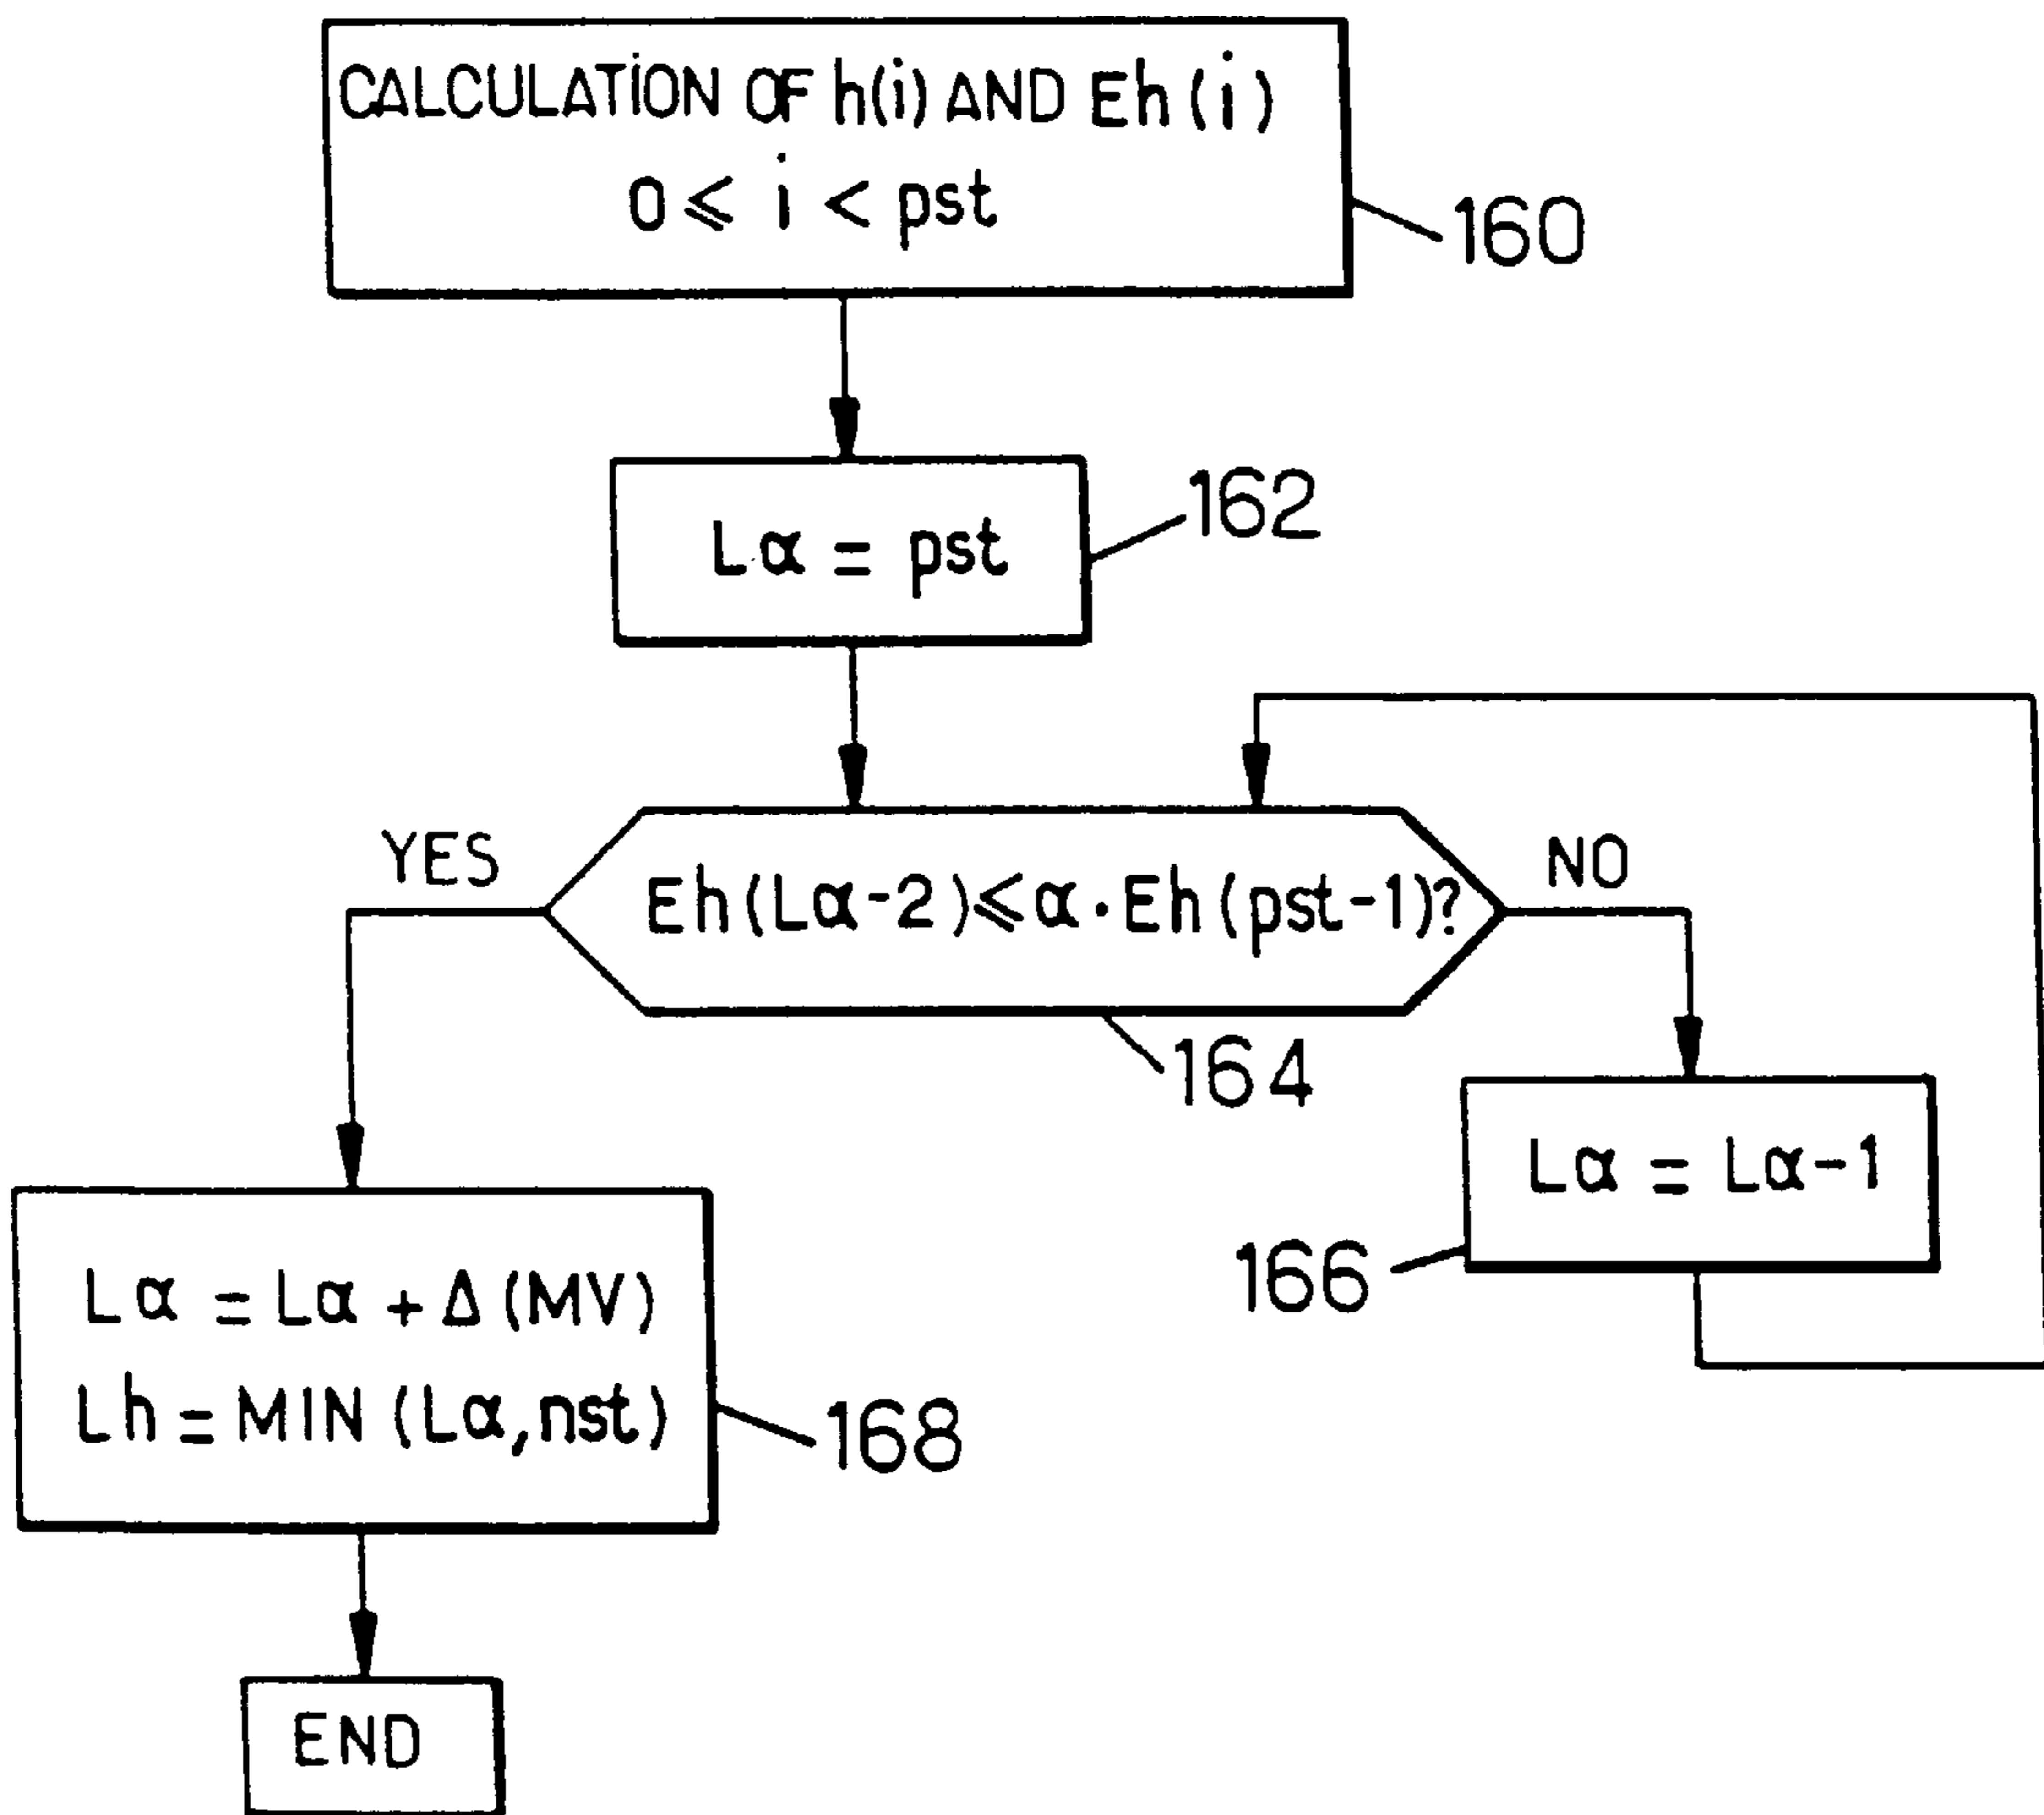 CALCULATION OF h(i) AND Eh(i)
0 ⩽ i < pst
160
Lα = pst
162
YES
Eh(Lα-2)⩽α·Eh(pst-1)?
NO
164
Lα = Lα-1
166
Lα = Lα + Δ(MV)
Lh = MIN (Lα,nst)
168
END